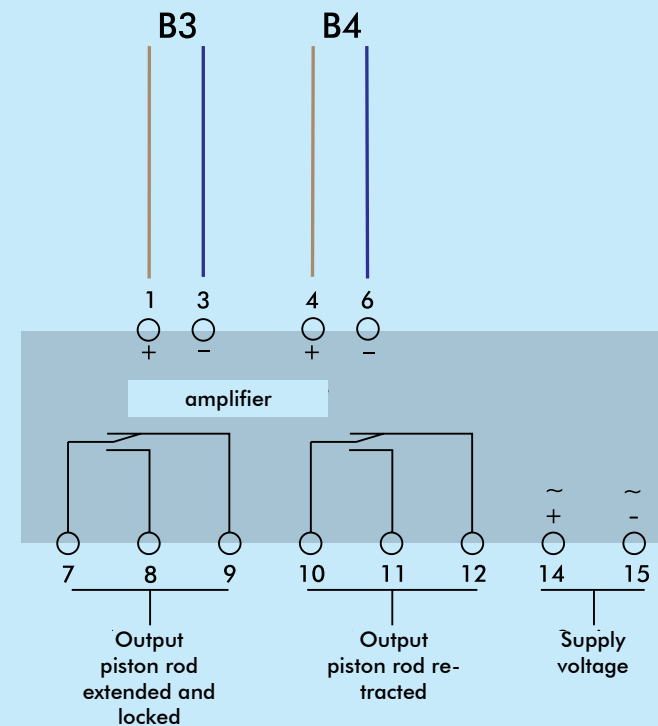 B3 B4
1 3 4 6
+ − + −
amplifier
~ ~
+ -
7 8 9 10 11 12 14 15
Output Output Supply
piston rod piston rod re- voltage
extended and tracted
locked